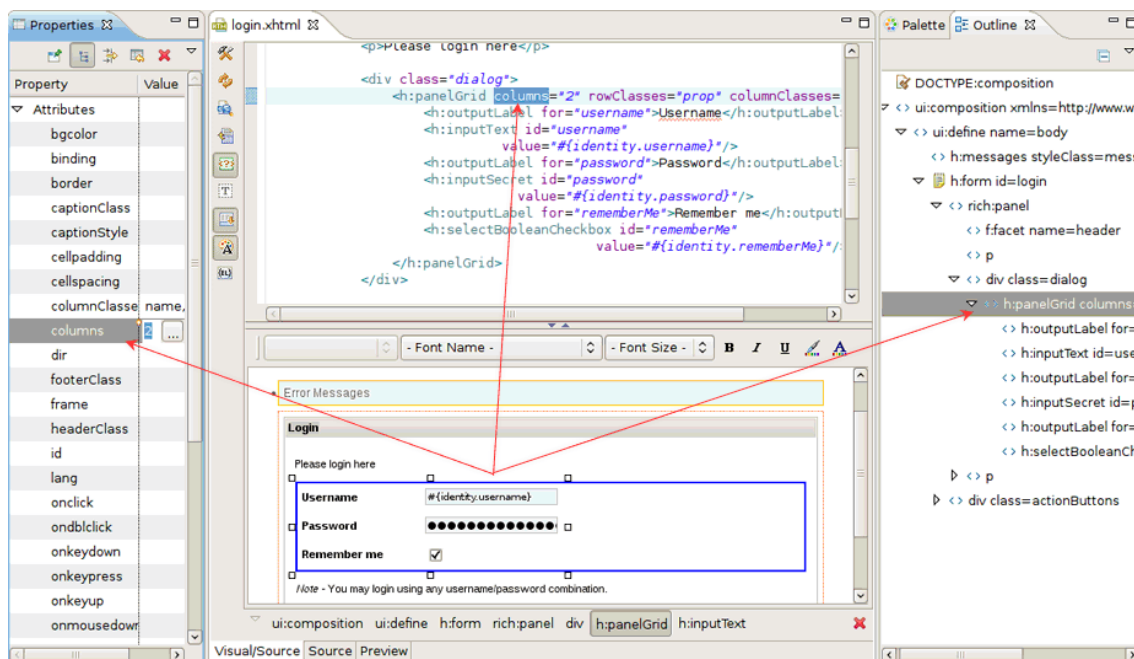 Properties
Property Value
Attributes
bgcolor
binding
border
captionClass
captionStyle
cellpadding
cellspacing
columnClasse name,
columns 2 ...
dir
footerClass
frame
headerClass
id
lang
onclick
ondblclick
onkeydown
onkeypress
onkeyup
onmousedown
login.xhtml
<p>Please login here</p>
<div class="dialog">
<h:panelGrid columns="2" rowClasses="prop" columnClasses=
<h:outputLabel for="username">Username</h:outputLabel
<h:inputText id="username"
value="#{identity.username}"/>
<h:outputLabel for="password">Password</h:outputLabel
<h:inputSecret id="password"
value="#{identity.password}"/>
<h:outputLabel for="rememberMe">Remember me</h:outputl
<h:selectBooleanCheckbox id="rememberMe"
value="#{identity.rememberMe}"/
</h:panelGrid>
</div>
- Font Name - - Font Size - B I U A
Error Messages
Login
Please login here
Username #{identity.username}
Password
Remember me
Note - You may login using any username/password combination.
ui:composition ui:define h:form rich:panel div h:panelGrid h:inputText
Visual/Source Source Preview
Palette Outline
DOCTYPE:composition
ui:composition xmlns=http://www.w
ui:define name=body
h:messages styleClass=mess
h:form id=login
rich:panel
f:facet name=header
p
div class=dialog
h:panelGrid columns=
h:outputLabel for=
h:inputText id=use
h:outputLabel for=
h:inputSecret id=p
h:outputLabel for=
h:selectBooleanCh
p
div class=actionButtons